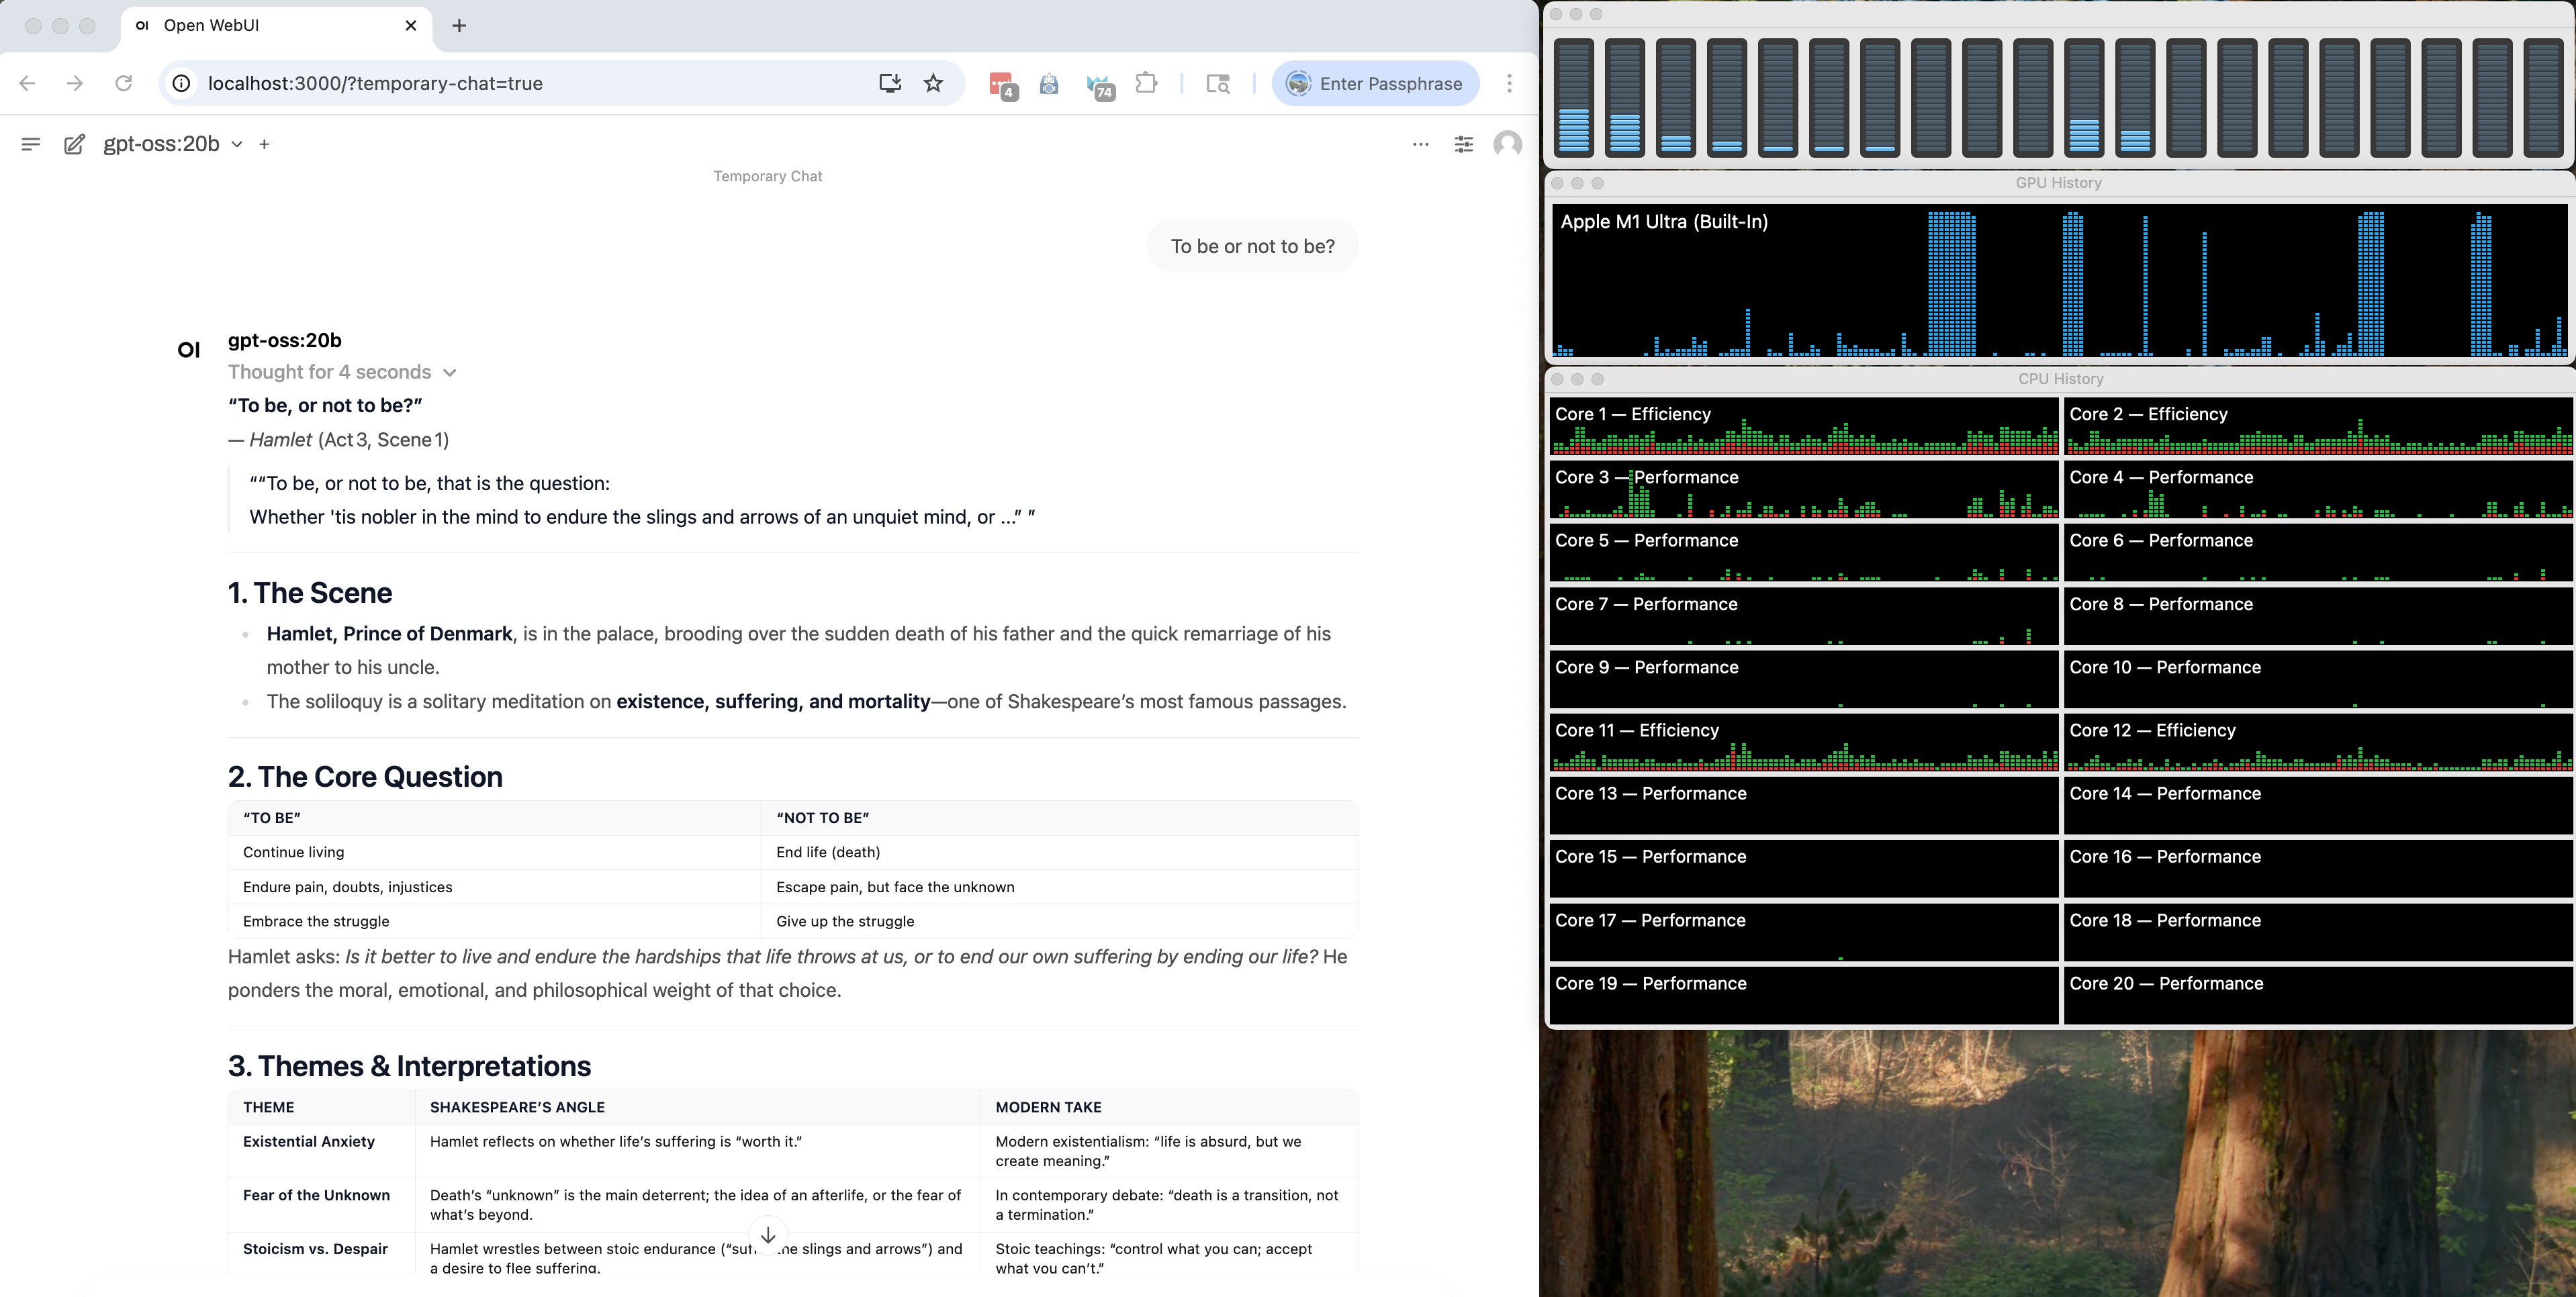 Open WebUI
localhost:3000/?temporary-chat=true
4
74
Enter Passphrase
gpt-oss:20b
Temporary Chat
To be or not to be?
OI
gpt-oss:20b
Thought for 4 seconds
“To be, or not to be?”
— Hamlet (Act 3, Scene 1)
““To be, or not to be, that is the question:
Whether 'tis nobler in the mind to endure the slings and arrows of an unquiet mind, or …” ”
1. The Scene
Hamlet, Prince of Denmark, is in the palace, brooding over the sudden death of his father and the quick remarriage of his
mother to his uncle.
The soliloquy is a solitary meditation on existence, suffering, and mortality—one of Shakespeare’s most famous passages.
2. The Core Question
“TO BE” “NOT TO BE”
Continue living End life (death)
Endure pain, doubts, injustices Escape pain, but face the unknown
Embrace the struggle Give up the struggle
Hamlet asks: Is it better to live and endure the hardships that life throws at us, or to end our own suffering by ending our life? He
ponders the moral, emotional, and philosophical weight of that choice.
3. Themes & Interpretations
THEME SHAKESPEARE’S ANGLE MODERN TAKE
Existential Anxiety Hamlet reflects on whether life’s suffering is “worth it.” Modern existentialism: “life is absurd, but we
create meaning.”
Fear of the Unknown Death’s “unknown” is the main deterrent; the idea of an afterlife, or the fear of
what’s beyond.
In contemporary debate: “death is a transition, not
a termination.”
Stoicism vs. Despair Hamlet wrestles between stoic endurance slings and arrows”) and
a desire to flee suffering.
Stoic teachings: “control what you can; accept
what you can’t.”
GPU History
Apple M1 Ultra (Built-In)
CPU History
Core 1 — Efficiency
Core 2 — Efficiency
Core 3 — Performance
Core 4 — Performance
Core 5 — Performance
Core 6 — Performance
Core 7 — Performance
Core 8 — Performance
Core 9 — Performance
Core 10 — Performance
Core 11 — Efficiency
Core 12 — Efficiency
Core 13 — Performance
Core 14 — Performance
Core 15 — Performance
Core 16 — Performance
Core 17 — Performance
Core 18 — Performance
Core 19 — Performance
Core 20 — Performance